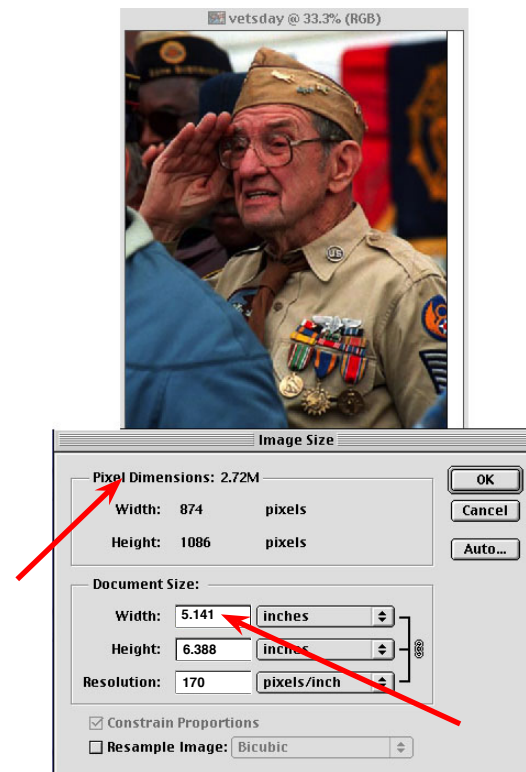 vetsday @ 33.3% (RGB)
US
Image Size
Pixel Dimensions: 2.72M
OK
Width: 874 pixels
Cancel
Height: 1086 pixels
Auto...
Document Size:
Width: 5.141 inches
Height: 6.388 inches
Resolution: 170 pixels/inch
Constrain Proportions
Resample Image: Bicubic